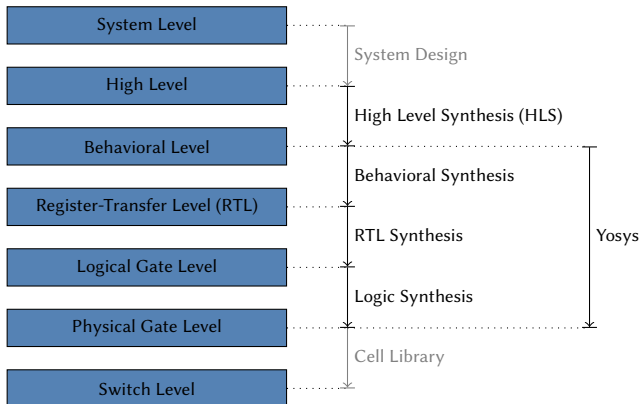 System Level
System Design
High Level
High Level Synthesis (HLS)
Behavioral Level
Behavioral Synthesis
Register-Transfer Level (RTL)
RTL Synthesis
Yosys
Logical Gate Level
Logic Synthesis
Physical Gate Level
Cell Library
Switch Level